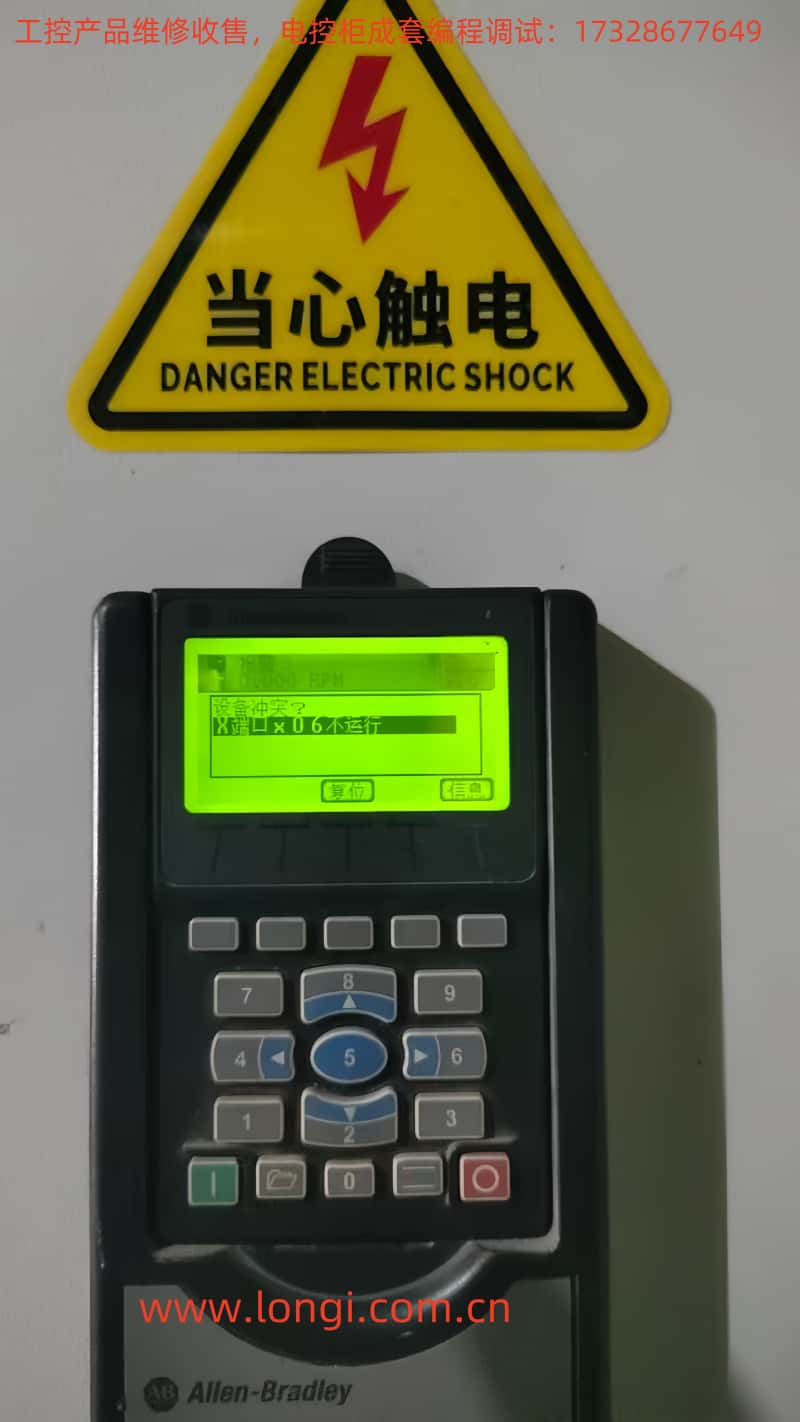 工控产品维修收售，电控柜成套编程调试：17328677649
当心触电
DANGER ELECTRIC SHOCK
设备冲突？
X端口x06不运行
复位
信息
7
8
9
4
5
6
1
2
3
0
www.longi.com.cn
AB Allen-Bradley